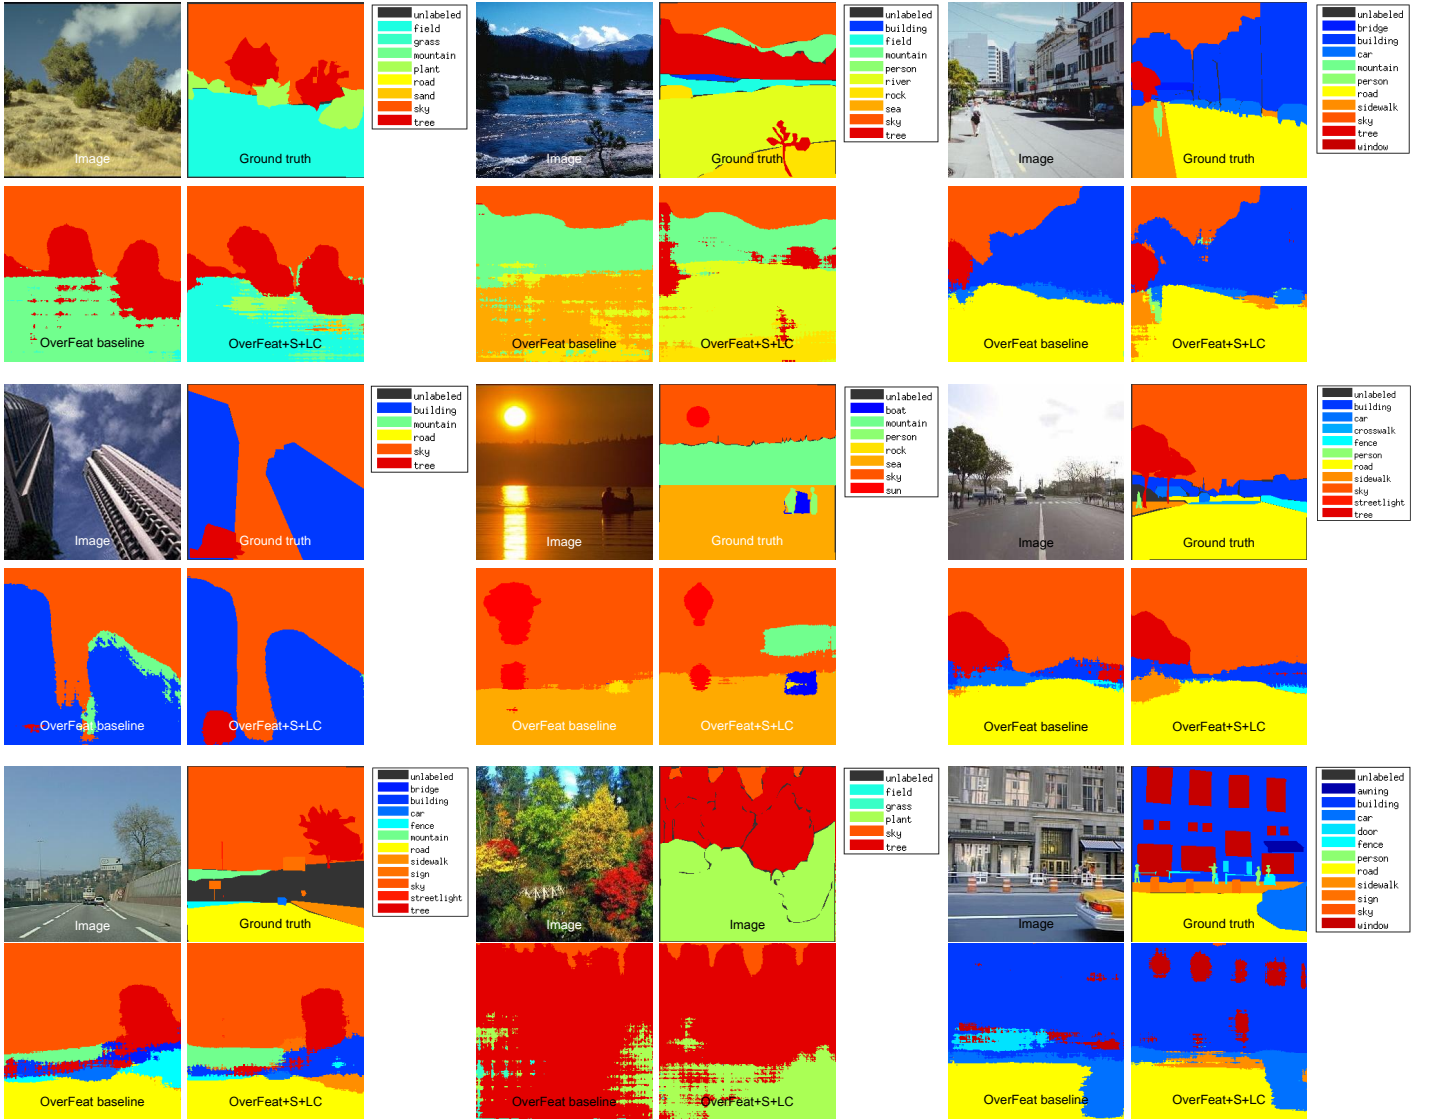 Image
Ground truth
unlabeled
field
grass
mountain
plant
road
sand
sky
tree
OverFeat baseline
OverFeat+S+LC
Image
Ground truth
unlabeled
building
field
mountain
person
river
rock
sea
sky
tree
OverFeat baseline
OverFeat+S+LC
Image
Ground truth
unlabeled
bridge
building
car
mountain
person
road
sidewalk
sky
tree
window
OverFeat baseline
OverFeat+S+LC
Image
Ground truth
unlabeled
building
mountain
road
sky
tree
OverFeat baseline
OverFeat+S+LC
Image
Ground truth
unlabeled
boat
mountain
person
rock
sea
sky
sun
OverFeat baseline
OverFeat+S+LC
Image
Ground truth
unlabeled
building
car
crosswalk
fence
person
road
sidewalk
sky
streetlight
tree
OverFeat baseline
OverFeat+S+LC
Image
Ground truth
unlabeled
bridge
building
car
fence
mountain
road
sidewalk
sign
sky
streetlight
tree
OverFeat baseline
OverFeat+S+LC
Image
Image
unlabeled
field
grass
plant
sky
tree
OverFeat baseline
OverFeat+S+LC
Image
Ground truth
unlabeled
awning
building
car
door
fence
person
road
sidewalk
sign
sky
window
OverFeat baseline
OverFeat+S+LC